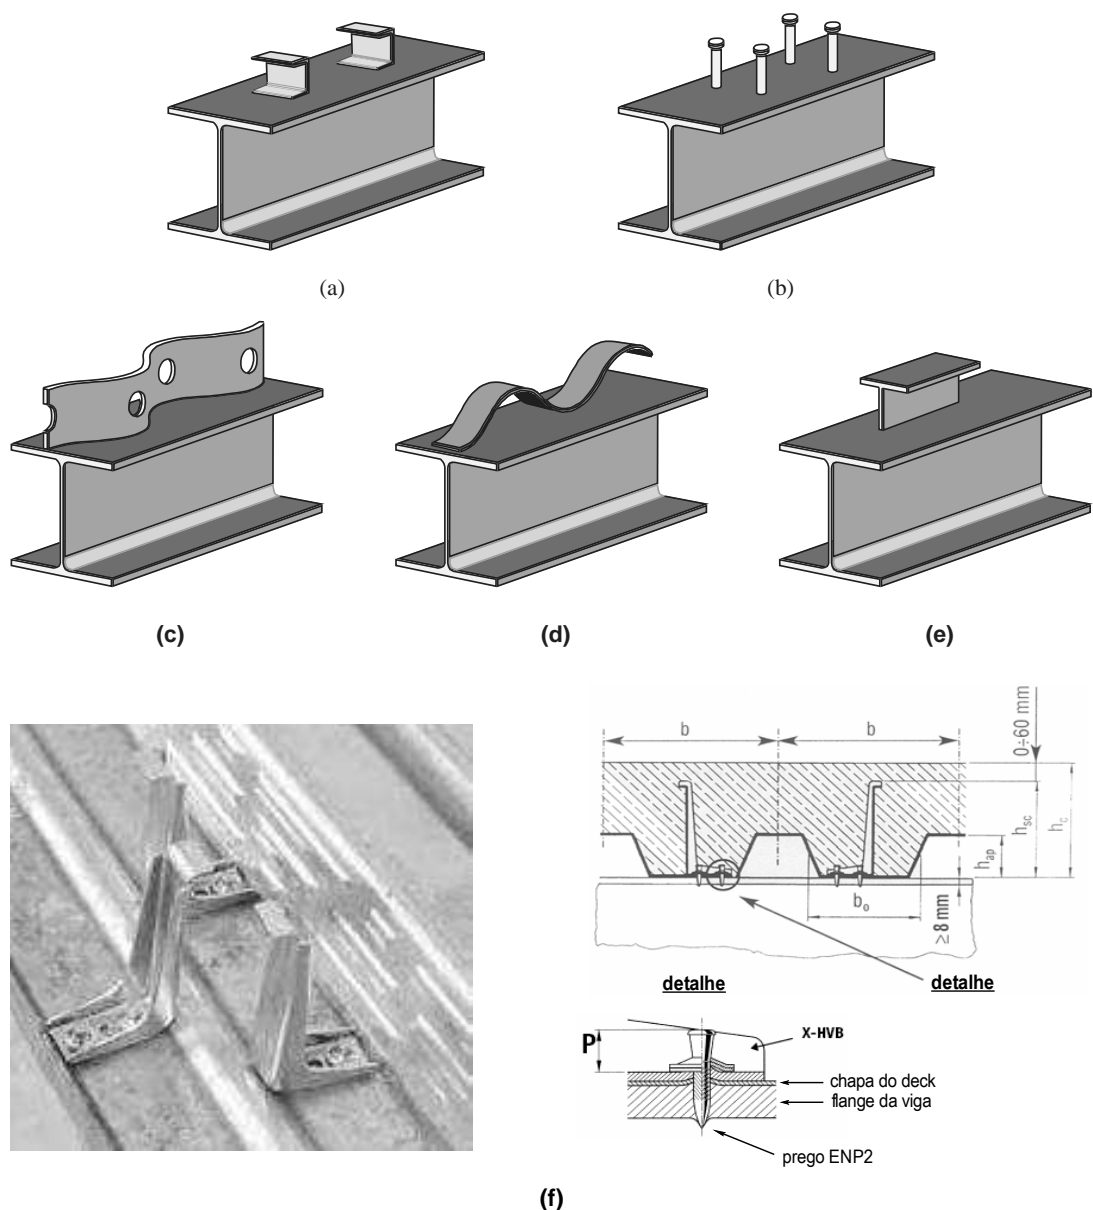 (a)
(b)
(c)
(d)
(e)
b
b
0÷60 mm
h_sc
h_c
h_ap
b_o
≥8 mm
detalhe
detalhe
P
X-HVB
chapa do deck
flange da viga
prego ENP2
(f)